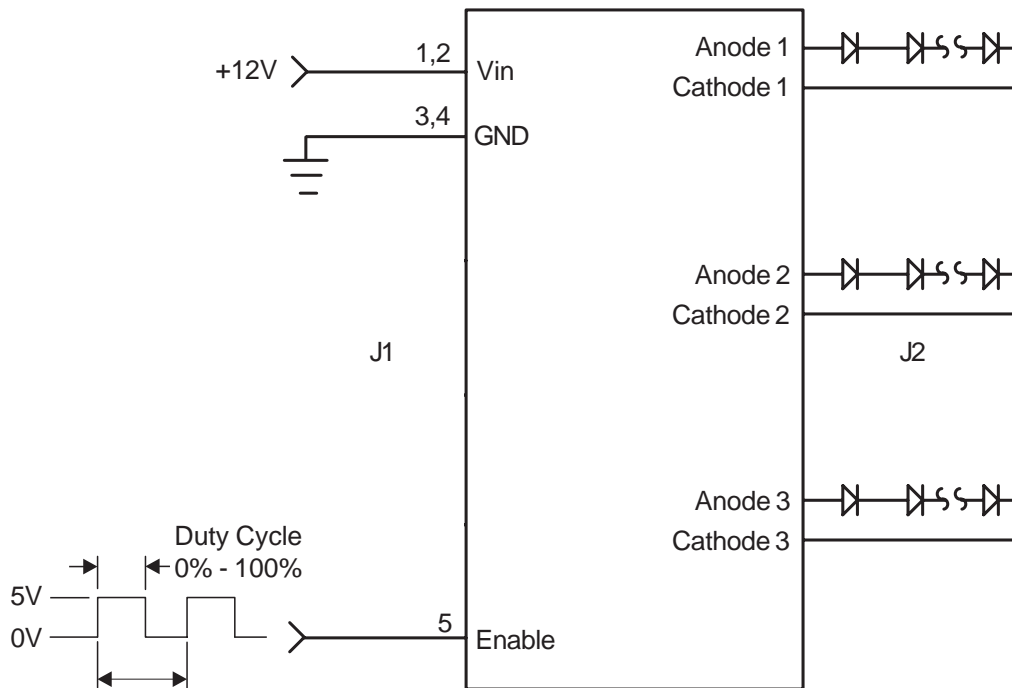 Anode 1
1,2
+12V
Vin
Cathode 1
3,4
GND
Anode 2
Cathode 2
J1
J2
Anode 3
Duty Cycle
0% - 100%
Cathode 3
5V
0V
5
Enable